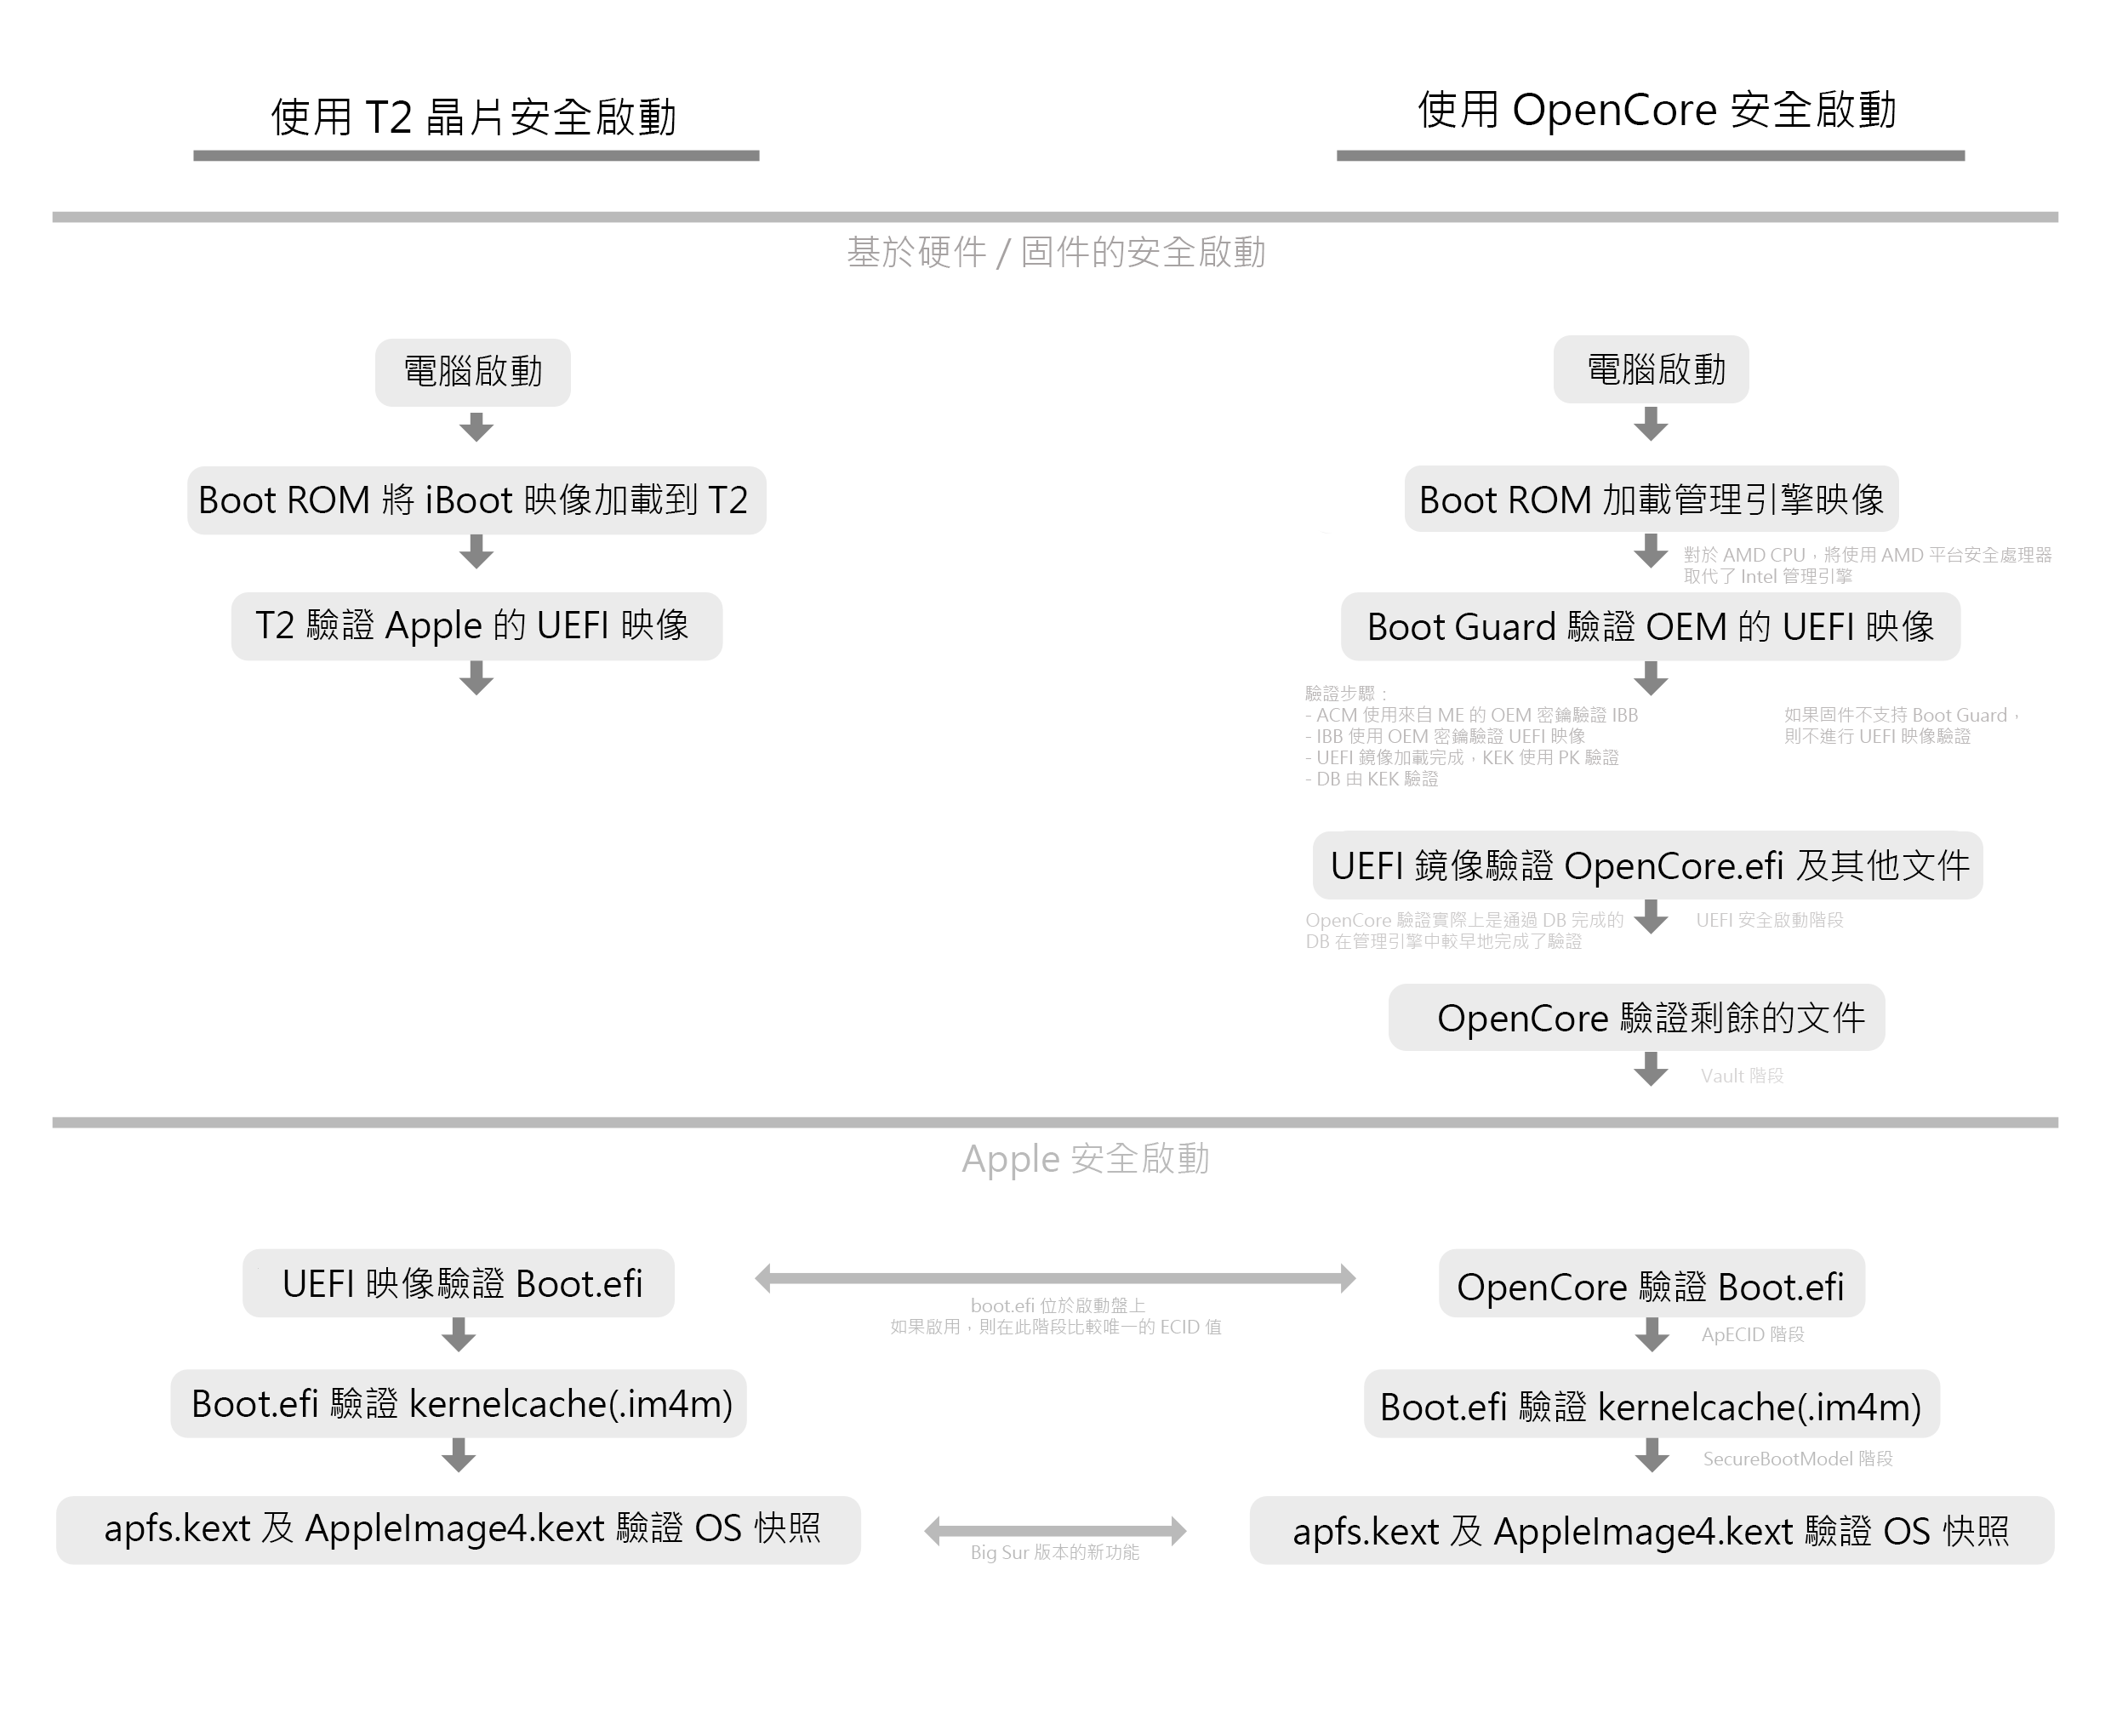 使用 T2 晶片安全啟動
使用 OpenCore 安全啟動
基於硬件 / 固件的安全啟動
電腦啟動
Boot ROM 將 iBoot 映像加載到 T2
T2 驗證 Apple 的 UEFI 映像
電腦啟動
Boot ROM 加載管理引擎映像
對於 AMD CPU，將使用 AMD 平台安全處理器
取代了 Intel 管理引擎
Boot Guard 驗證 OEM 的 UEFI 映像
驗證步驟：
- ACM 使用來自 ME 的 OEM 密鑰驗證 IBB
- IBB 使用 OEM 密鑰驗證 UEFI 映像
- UEFI 鏡像加載完成，KEK 使用 PK 驗證
- DB 由 KEK 驗證
如果固件不支持 Boot Guard，
則不進行 UEFI 映像驗證
UEFI 鏡像驗證 OpenCore.efi 及其他文件
OpenCore 驗證實際上是通過 DB 完成的
DB 在管理引擎中較早地完成了驗證
UEFI 安全啟動階段
OpenCore 驗證剩餘的文件
Vault 階段
Apple 安全啟動
UEFI 映像驗證 Boot.efi
boot.efi 位於啟動盤上
如果啟用，則在此階段比較唯一的 ECID 值
OpenCore 驗證 Boot.efi
ApECID 階段
Boot.efi 驗證 kernelcache(.im4m)
Boot.efi 驗證 kernelcache(.im4m)
SecureBootModel 階段
apfs.kext 及 AppleImage4.kext 驗證 OS 快照
Big Sur 版本的新功能
apfs.kext 及 AppleImage4.kext 驗證 OS 快照